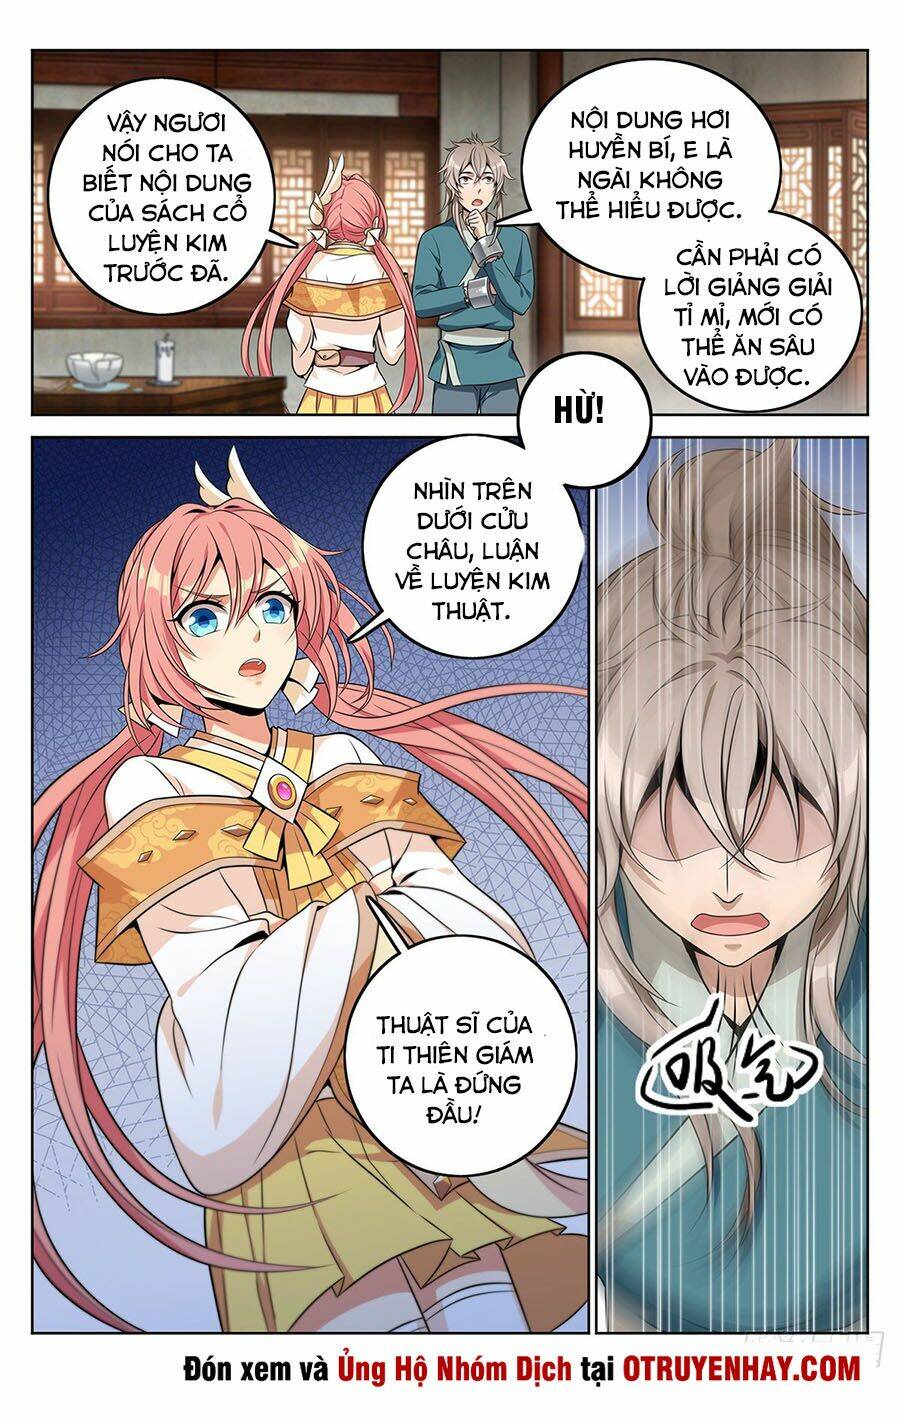 VẬY NGƯƠI
NÓI CHO TA
BIẾT NỘI DUNG
CỦA SÁCH CỔ
LUYỆN KIM
TRƯỚC ĐÃ.
NỘI DUNG HƠI
HUYỀN BÍ, E LÀ
NGÀI KHÔNG
THỂ HIỂU ĐƯỢC.
CẦN PHẢI CÓ
LỜI GIẢNG GIẢI
TỈ MỈ, MỚI CÓ
THỂ ĂN SÂU
VÀO ĐƯỢC.
HỪ!
NHÌN TRÊN
DƯỚI CỬU
CHÂU, LUẬN
VỀ LUYỆN KIM
THUẬT.
THUẬT SĨ CỦA
TI THIÊN GIÁM
TA LÀ ĐỨNG
ĐẦU!
吸气
Đón xem và Ủng Hộ Nhóm Dịch tại OTRUYENHAY.COM